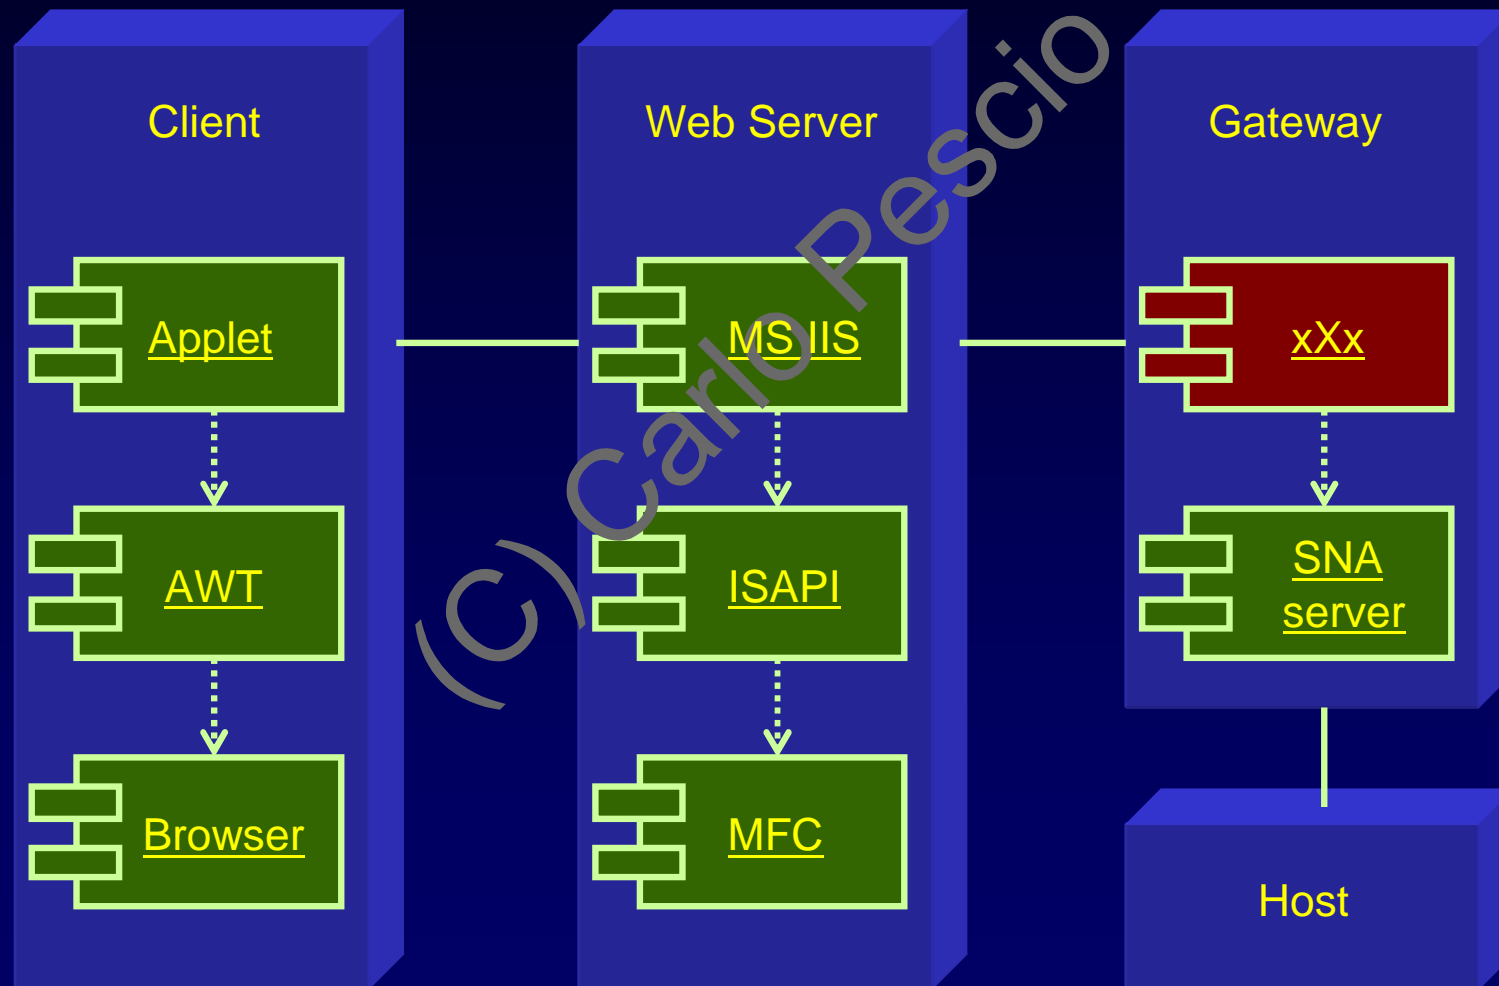 Client
Web Server
Gateway
Applet
MS IIS
xXx
AWT
ISAPI
SNA
server
Browser
MFC
Host
(C) Carlo Pescio